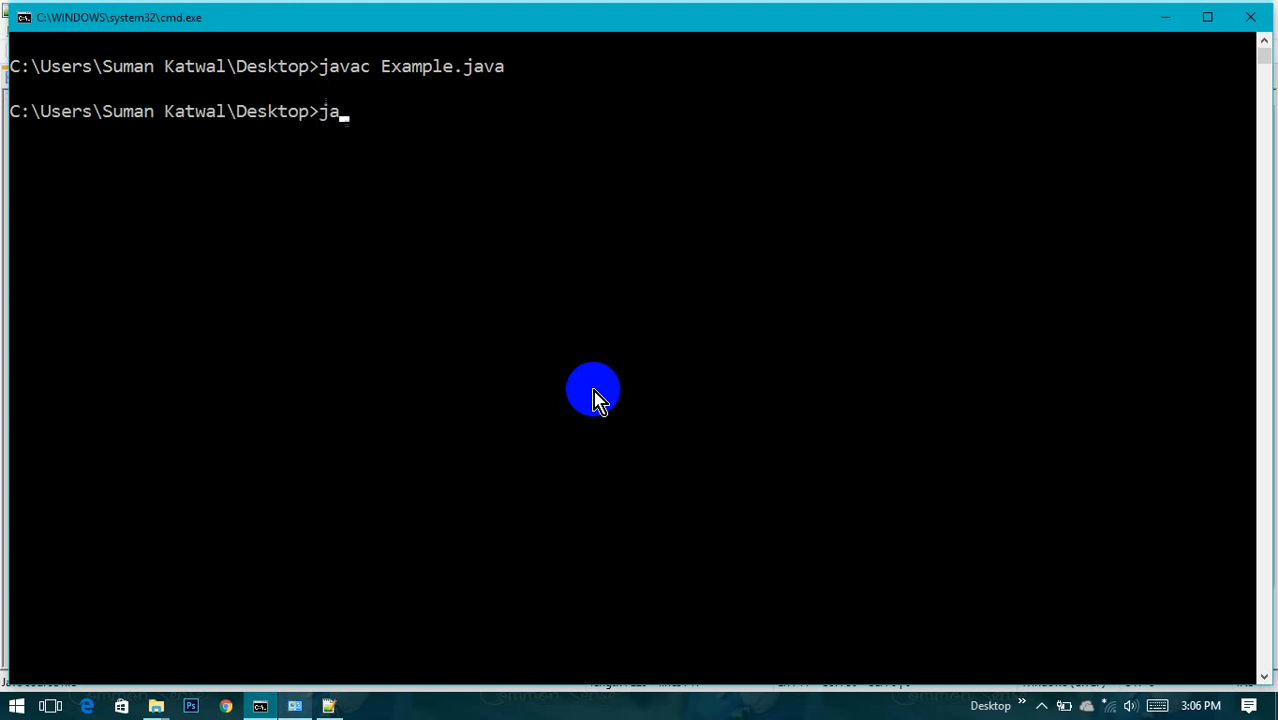 C:\WINDOWS\system32\cmd.exe
C:\Users\Suman Katwal\Desktop>javac Example.java
C:\Users\Suman Katwal\Desktop>ja
Desktop
3:06 PM